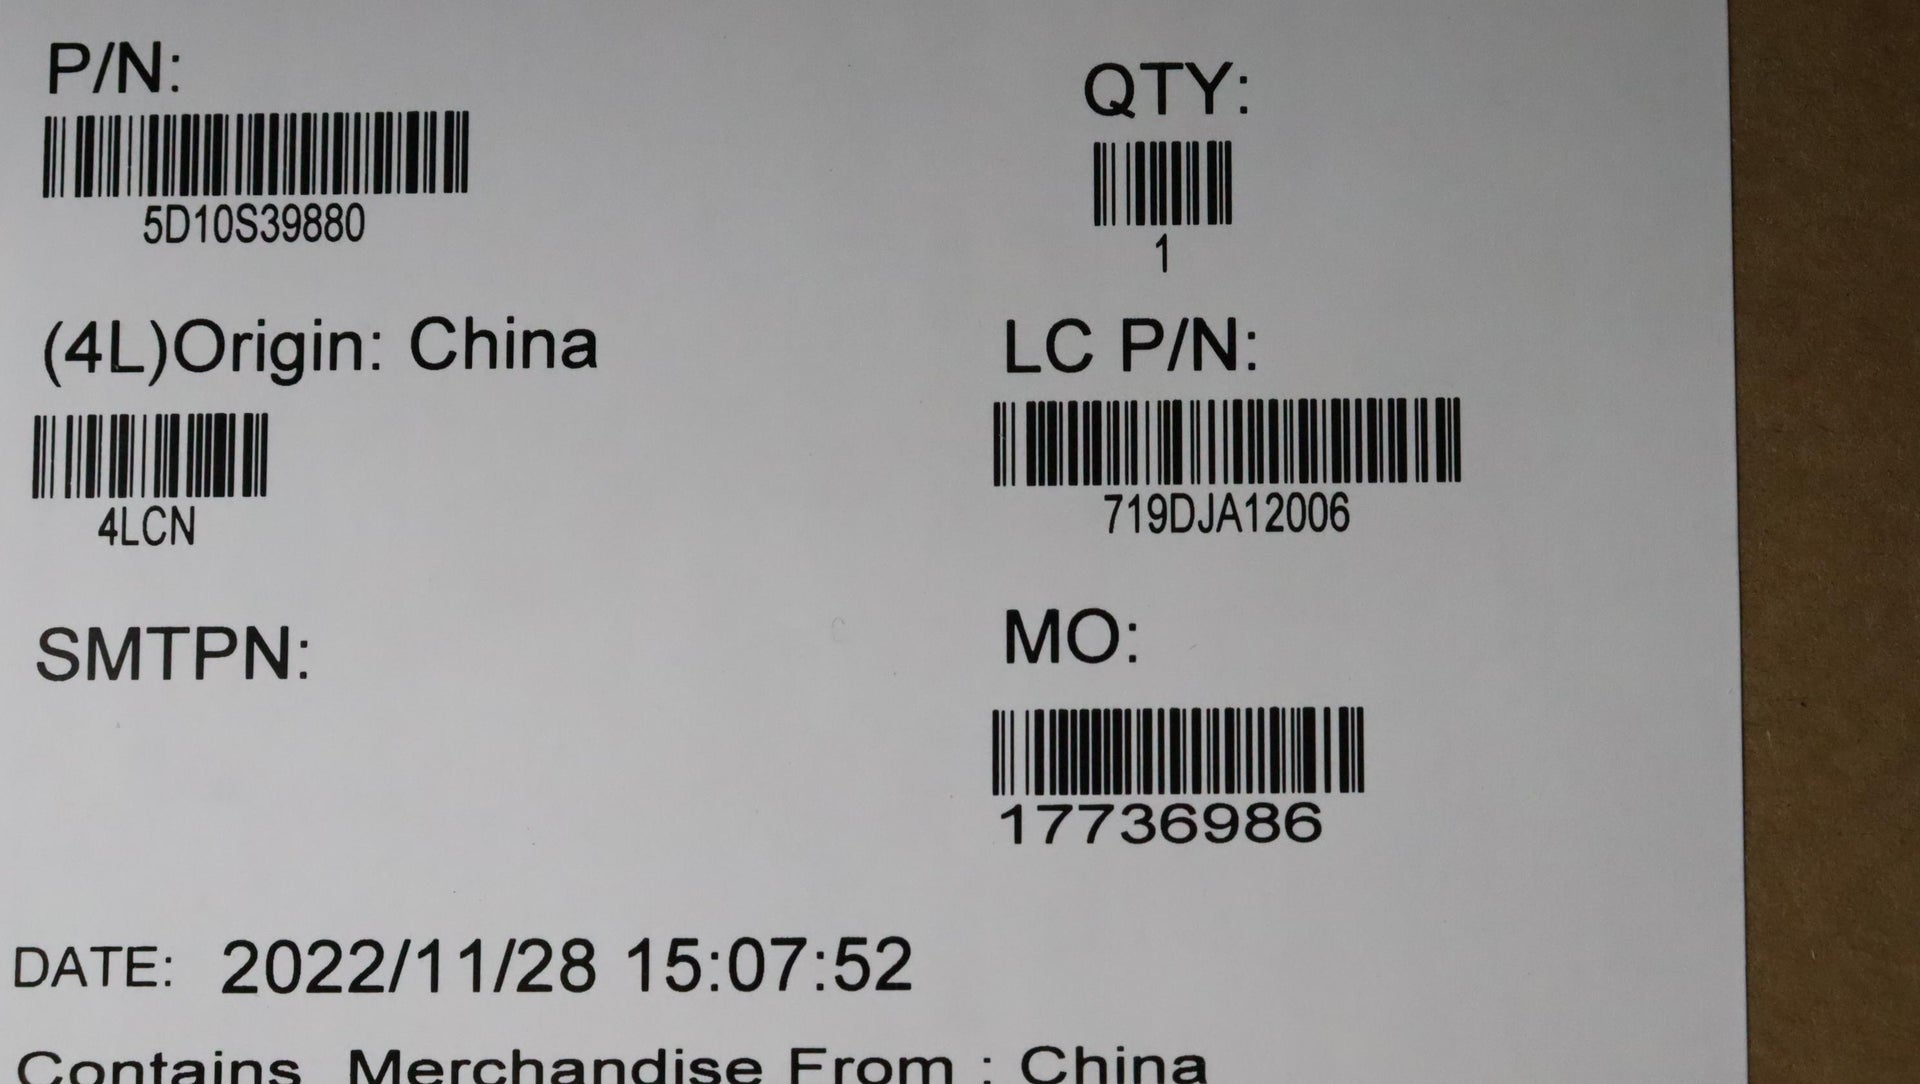 P/N:
5D10S39880
QTY:
1
(4L)Origin: China
4LCN
LC P/N:
719DJA12006
SMTPN:
MO:
17736986
DATE: 2022/11/28 15:07:52
Contains Merchandise From : China